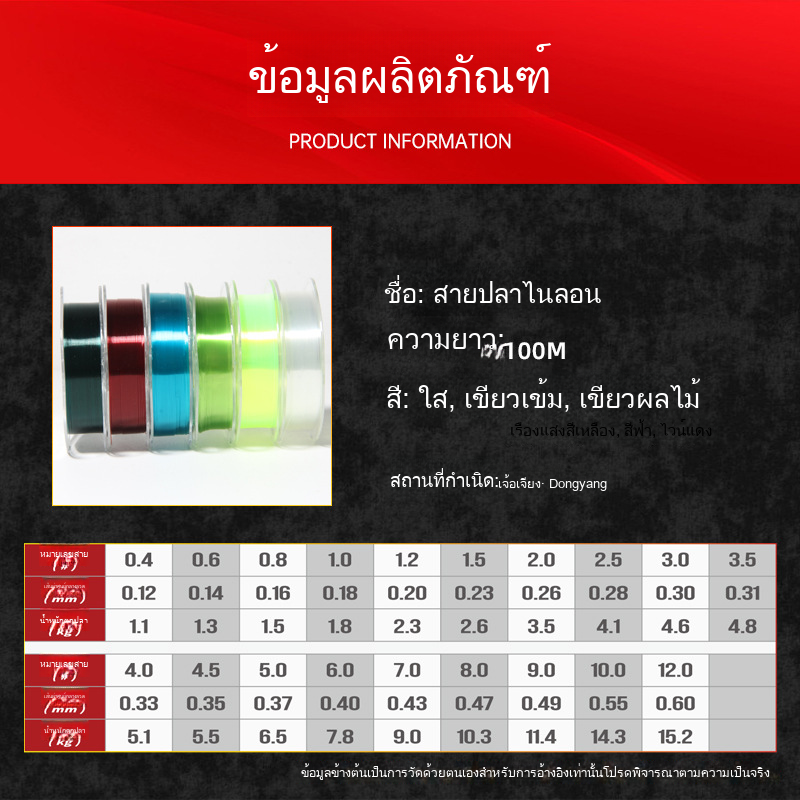 ข้อมูลผลิตภัณฑ์
PRODUCT INFORMATION
ชื่อ: สายปลาไนลอน
ความยาว:
100M
สี: ใส, เขียวเข้ม, เขียวผลไม้
เรืองแสงสีเหลือง, สีฟ้า, ไวน์แดง
สถานที่กำเนิด:เจ้อเจียง· Dongyang
หมายเลขสาย
(#) 0.4 0.6 0.8 1.0 1.2 1.5 2.0 2.5 3.0 3.5
(mm) 0.12 0.14 0.16 0.18 0.20 0.23 0.26 0.28 0.30 0.31
น้ำหนักตกปลา
(kg) 1.1 1.3 1.5 1.8 2.3 2.6 3.5 4.1 4.6 4.8
หมายเลขสาย
(#) 4.0 4.5 5.0 6.0 7.0 8.0 9.0 10.0 12.0
(mm) 0.33 0.35 0.37 0.40 0.43 0.47 0.49 0.55 0.60
น้ำหนักตกปลา
(kg) 5.1 5.5 6.5 7.8 9.0 10.3 11.4 14.3 15.2
ข้อมูลข้างต้นเป็นการวัดด้วยตนเองสำหรับการอ้างอิงเท่านั้นโปรดพิจารณาตามความเป็นจริง